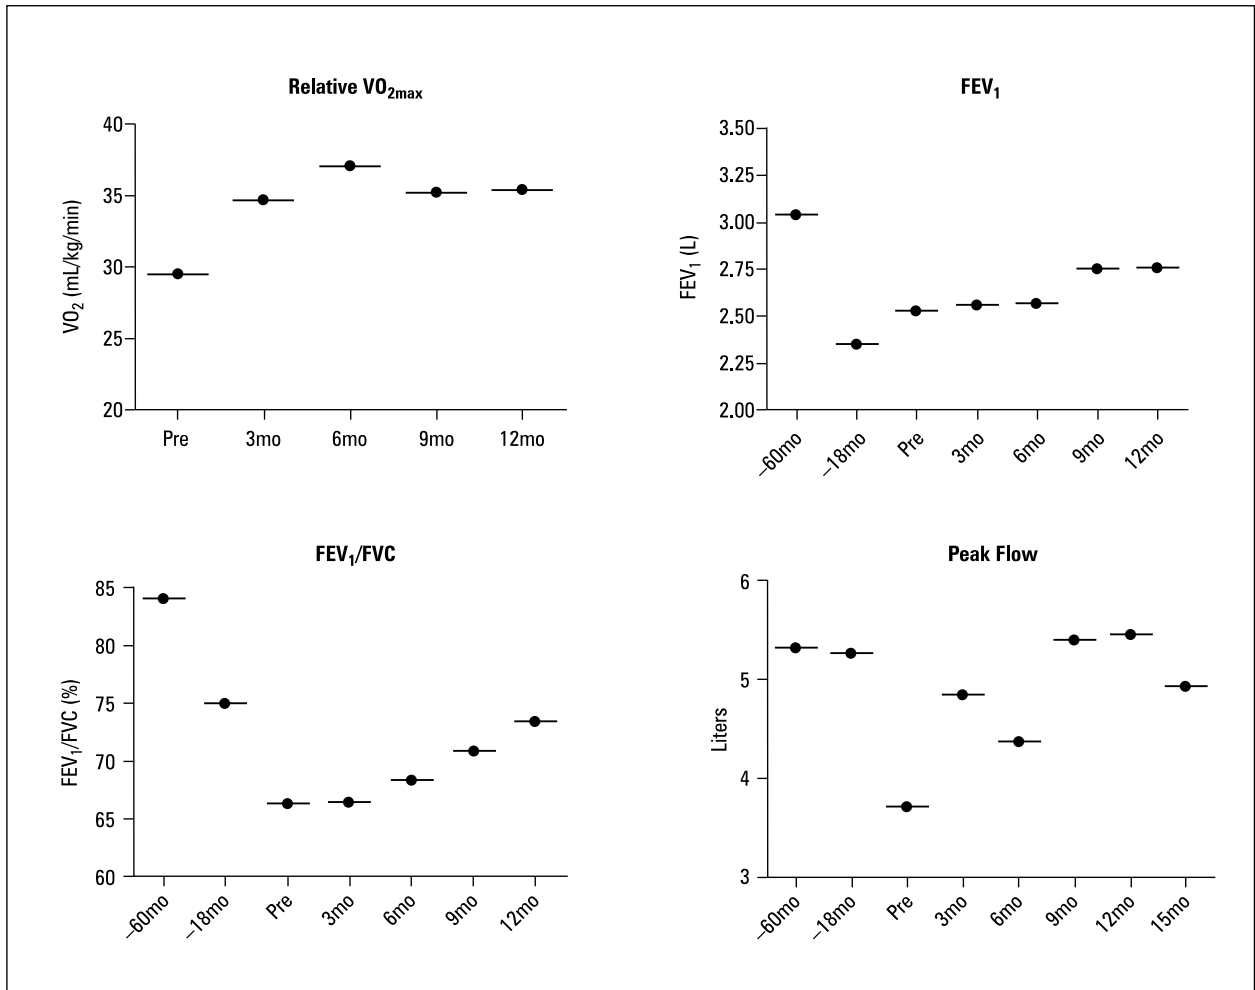 Relative VO2max
40
35
30
25
20
VO2 (mL/kg/min)
Pre 3mo 6mo 9mo 12mo
FEV1
3.50
3.25
3.00
2.75
2.50
2.25
2.00
FEV1 (L)
–60mo –18mo Pre 3mo 6mo 9mo 12mo
FEV1/FVC
85
80
75
70
65
60
FEV1/FVC (%)
–60mo –18mo Pre 3mo 6mo 9mo 12mo
Peak Flow
6
5
4
3
Liters
–60mo –18mo Pre 3mo 6mo 9mo 12mo 15mo